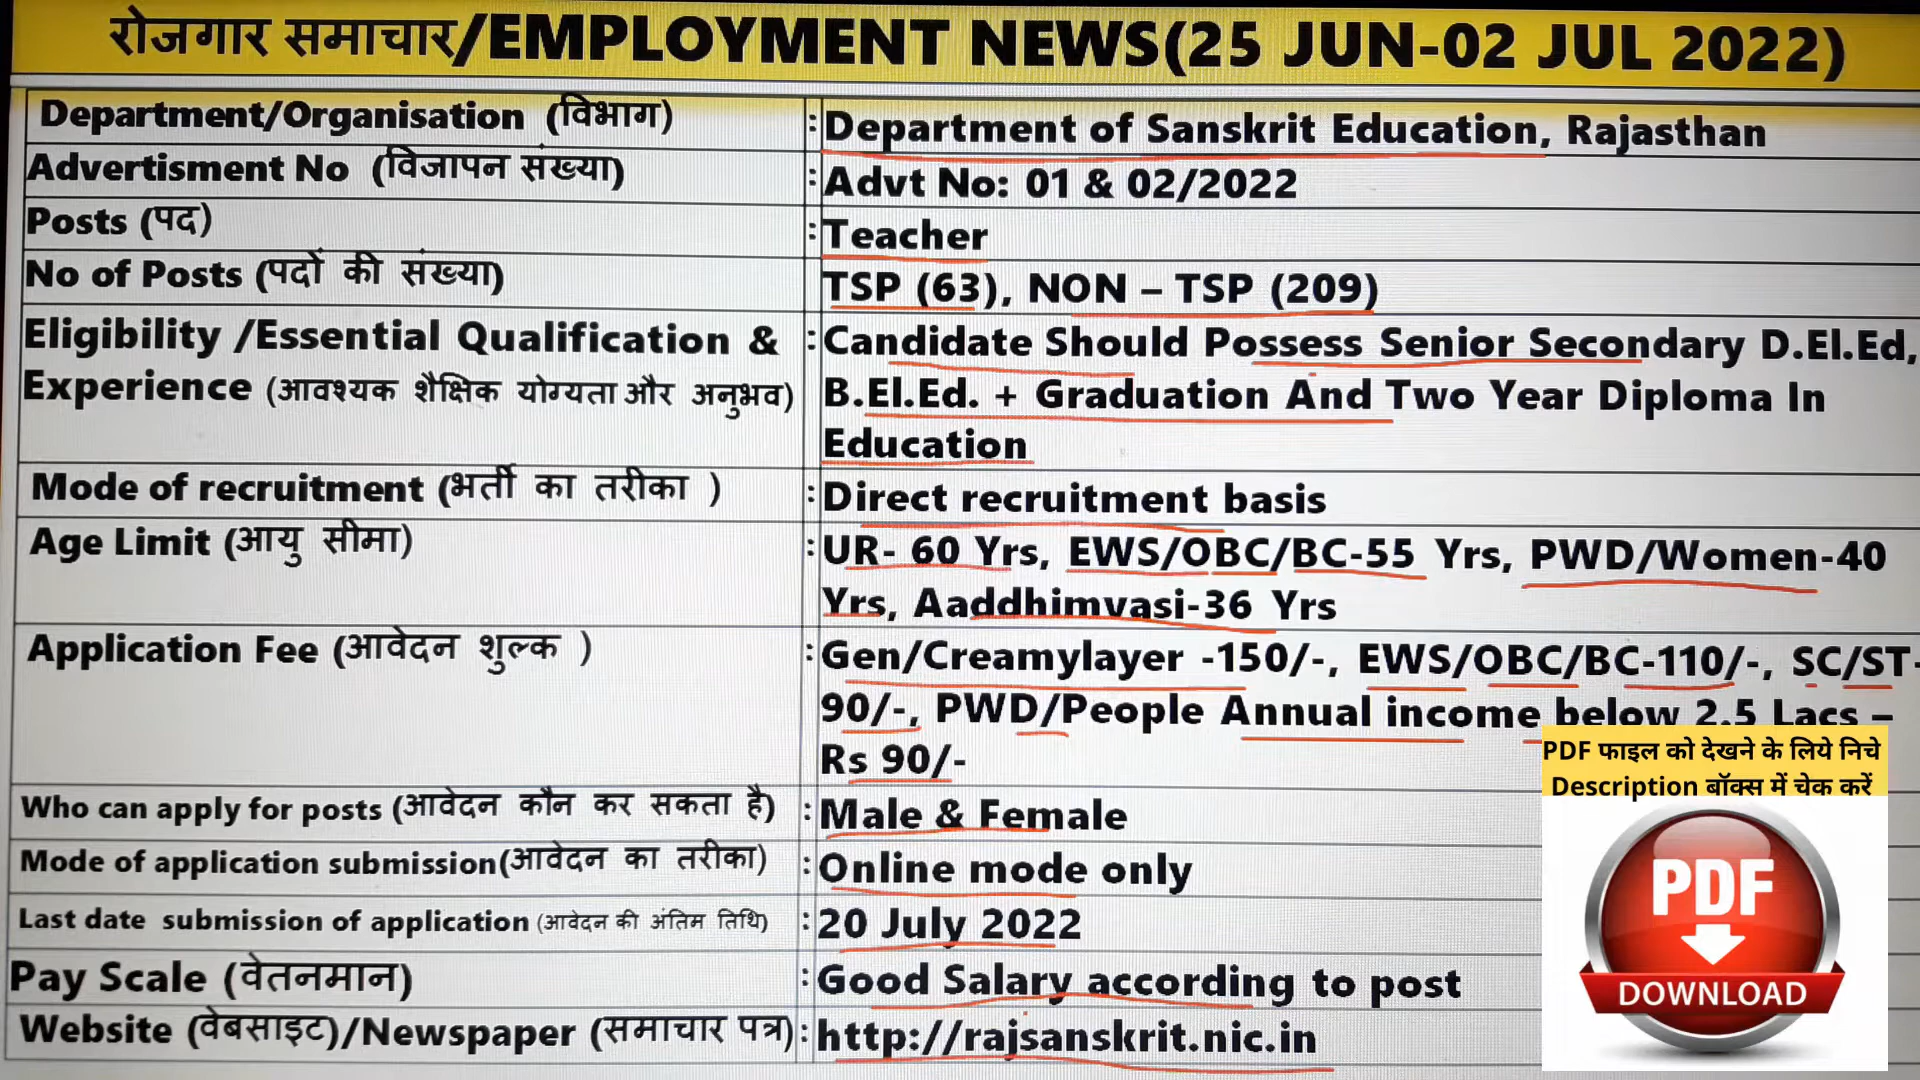 रोजगार समाचार/EMPLOYMENT NEWS(25 JUN-02 JUL 2022)
Department/Organisation (विभाग) : Department of Sanskrit Education, Rajasthan
Advertisment No (विजापन संख्या) : Advt No: 01 & 02/2022
Posts (पद) : Teacher
No of Posts (पदों की संख्या) TSP (63), NON – TSP (209)
Eligibility /Essential Qualification & : Candidate Should Possess Senior Secondary D.El.Ed,
Experience (आवश्यक शैक्षिक योग्यता और अनुभव) B.El.Ed. + Graduation And Two Year Diploma In
Education
Mode of recruitment (भर्ती का तरीका ) : Direct recruitment basis
Age Limit (आयु सीमा) : UR- 60 Yrs, EWS/OBC/BC-55 Yrs, PWD/Women-40
Yrs, Aaddhimvasi-36 Yrs
Application Fee (आवेदन शुल्क ) : Gen/Creamylayer -150/-, EWS/OBC/BC-110/-, SC/ST-
90/-, PWD/People Annual income below 2.5 Lacs –
Rs 90/-
Who can apply for posts (आवेदन कौन कर सकता है) : Male & Female
Mode of application submission(आवेदन का तरीका) : Online mode only
Last date submission of application (आवेदन की अंतिम तिथि) : 20 July 2022
Pay Scale (वेतनमान) : Good Salary according to post
Website (वेबसाइट)/Newspaper (समाचार पत्र): http://rajsanskrit.nic.in
PDF फाइल को देखने के लिये निचे
Description बॉक्स में चेक करें
PDF
DOWNLOAD